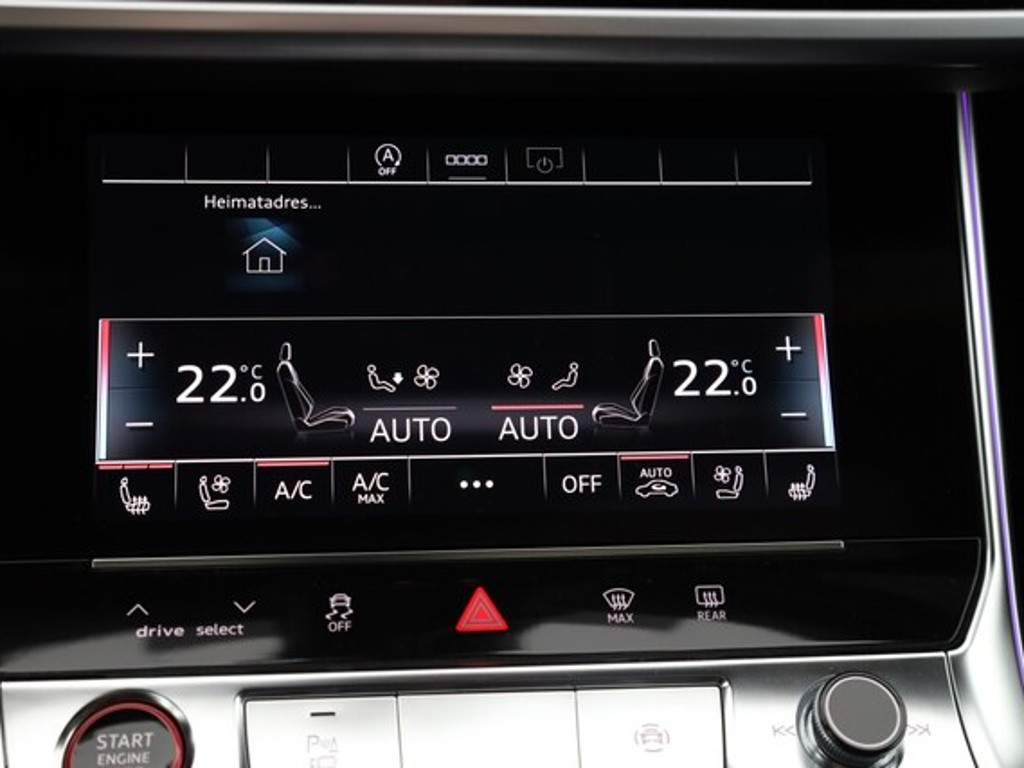 A
OFF
Heimatadres...
+ +
22.0°C 22.0°C
− −
AUTO AUTO
A/C A/C MAX ... OFF AUTO
drive select
OFF
MAX
REAR
START
ENGINE
P